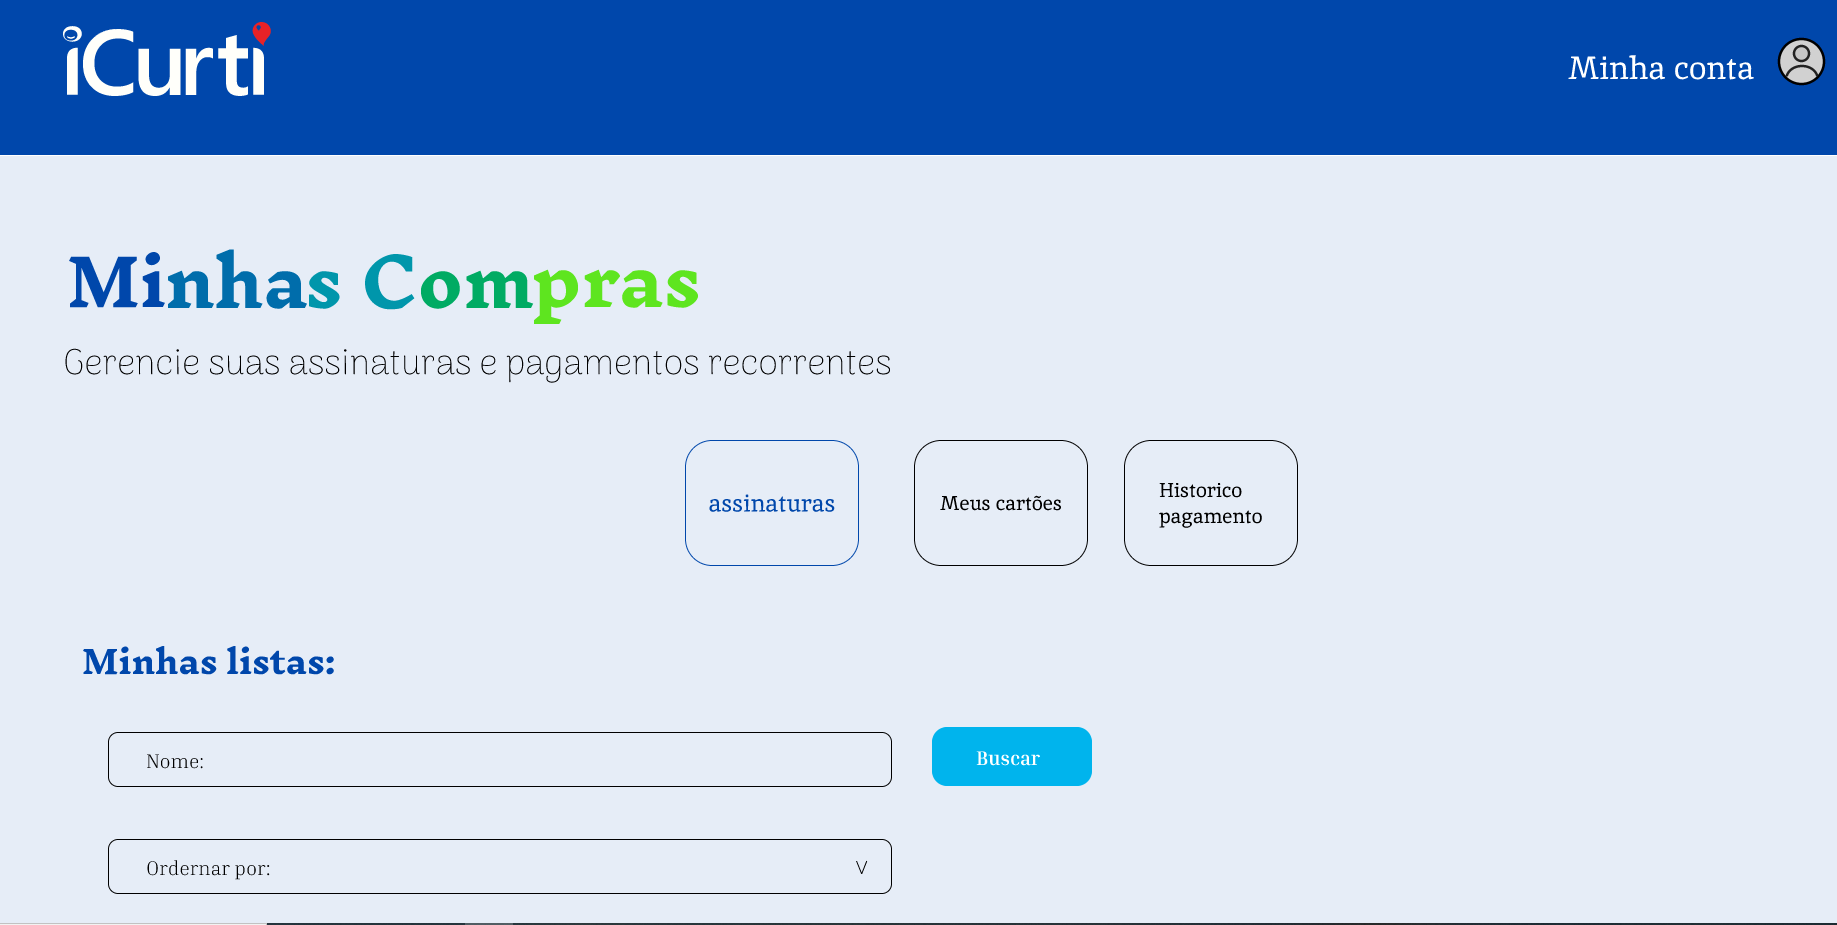 iCurti
Minha conta
Minhas Compras
Gerencie suas assinaturas e pagamentos recorrentes
assinaturas
Meus cartões
Historico
pagamento
Minhas listas:
Nome:
Buscar
Ordernar por:
V